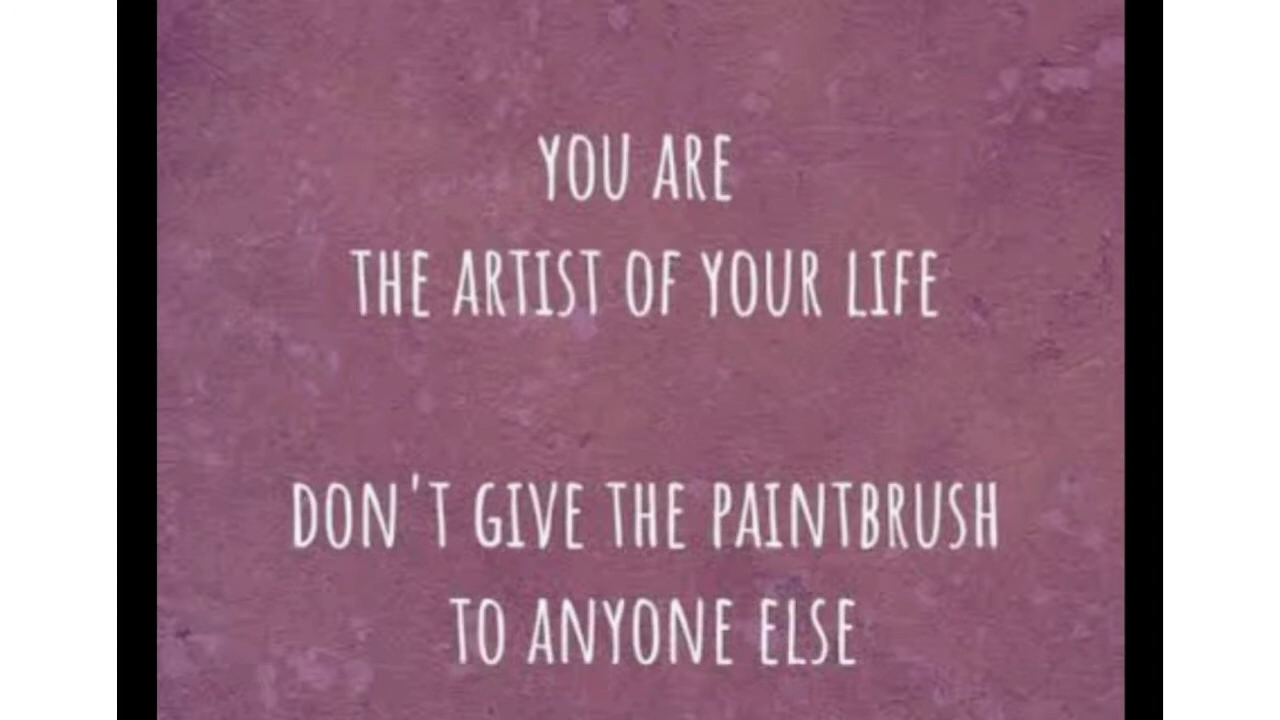 YOU ARE
THE ARTIST OF YOUR LIFE
DON'T GIVE THE PAINTBRUSH
TO ANYONE ELSE